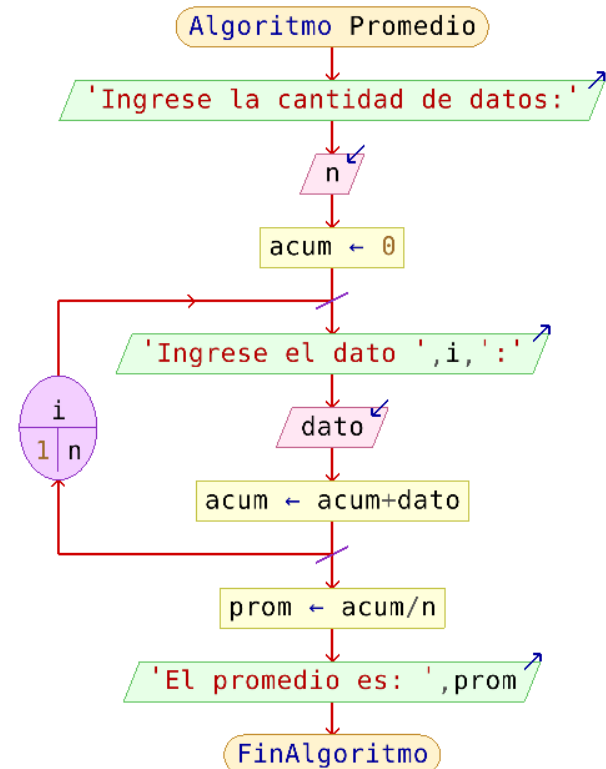 Algoritmo Promedio
'Ingrese la cantidad de datos:'
n
acum ← 0
'Ingrese el dato ',i,':'
i
1 n
dato
acum ← acum+dato
prom ← acum/n
'El promedio es: ',prom
FinAlgoritmo